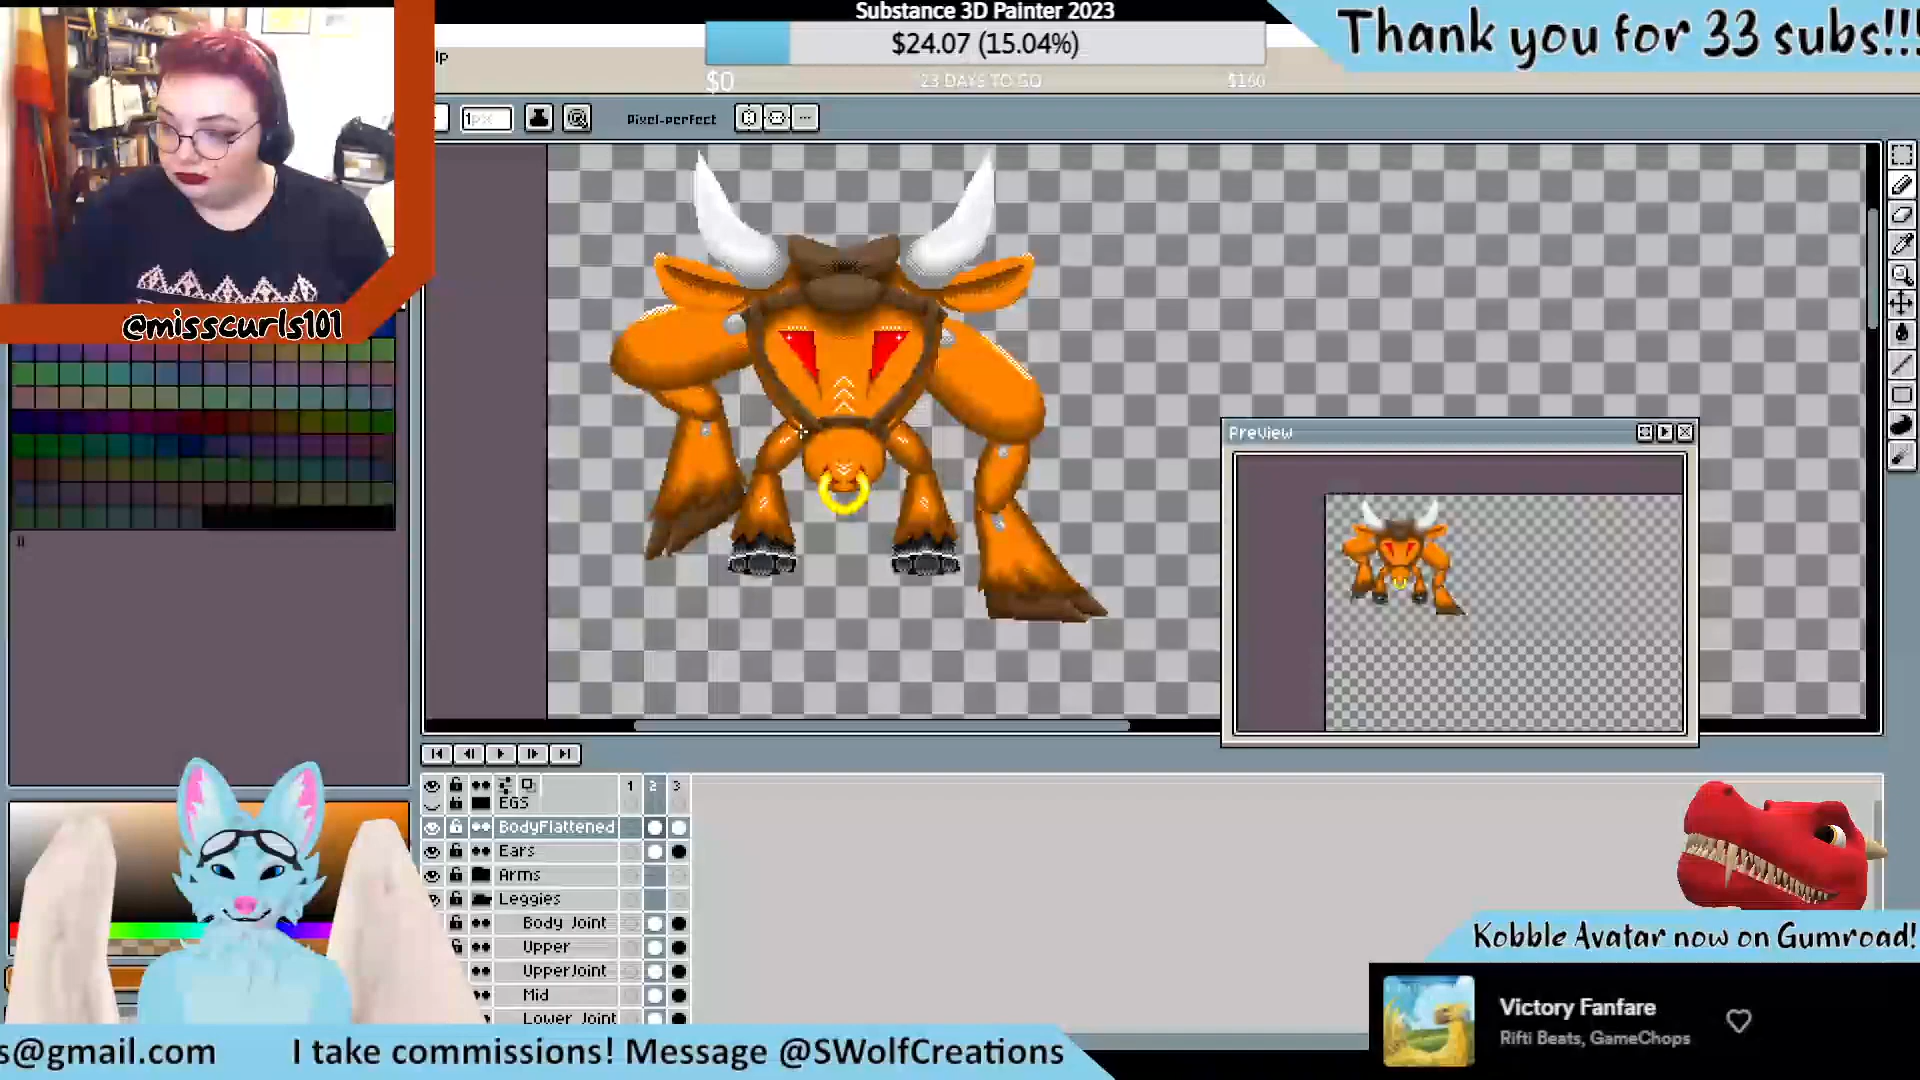 Substance 3D Painter 2023
$24.07 (15.04%)
$0
23 DAYS TO GO
$160
Thank you for 33 subs!!!
lp
1px
Pixel-perfect
@misscurls101
Preview
1 2 3
EGS
BodyFlattened
Ears
Arms
Leggies
Body Joint
Upper
UpperJoint
Mid
Lower Joint
Kobble Avatar now on Gumroad!
Victory Fanfare
Rifti Beats, GameChops
s@gmail.com
I take commissions! Message @SWolfCreations